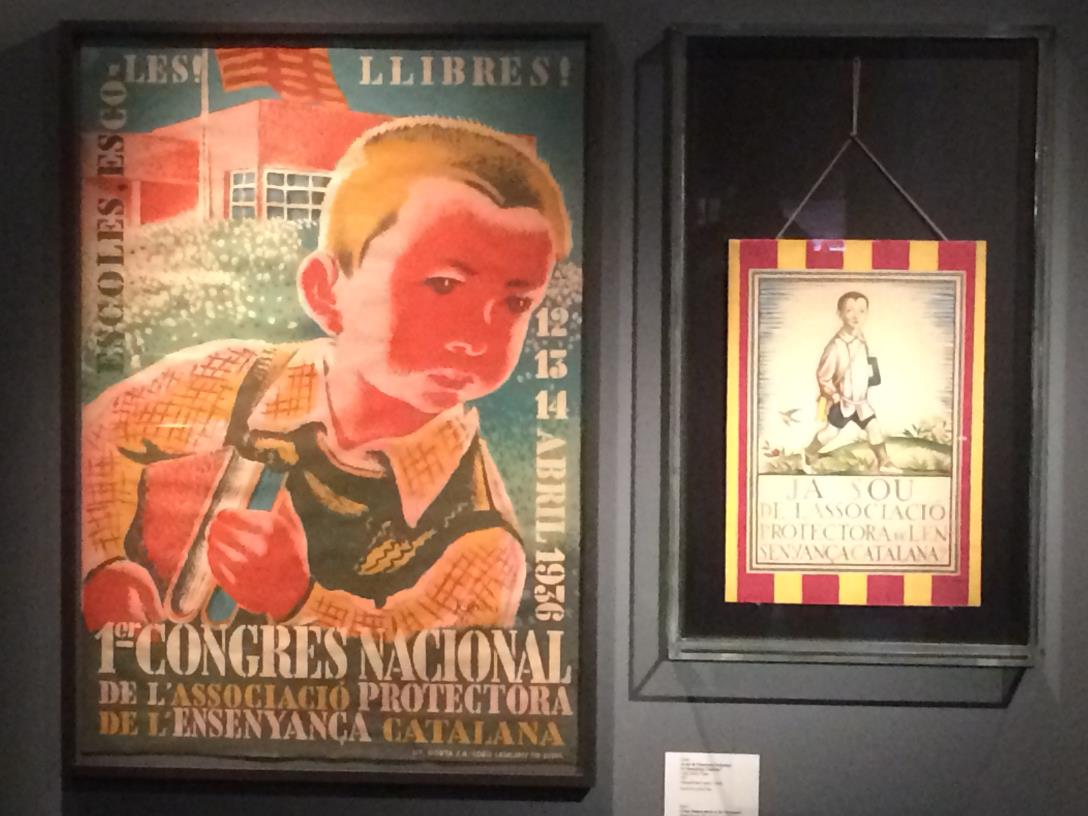 ESCOLES, ESCO-
LES! LLIBRES!
12
13
14 ABRIL 1936
1er CONGRES NACIONAL
DE L'ASSOCIACIÓ PROTECTORA
DE L'ENSENYANÇA CATALANA
JA SOU
DE L'ASSOCIACIÓ
PROTECTORA DE L'EN
SENYANÇA CATALANA?